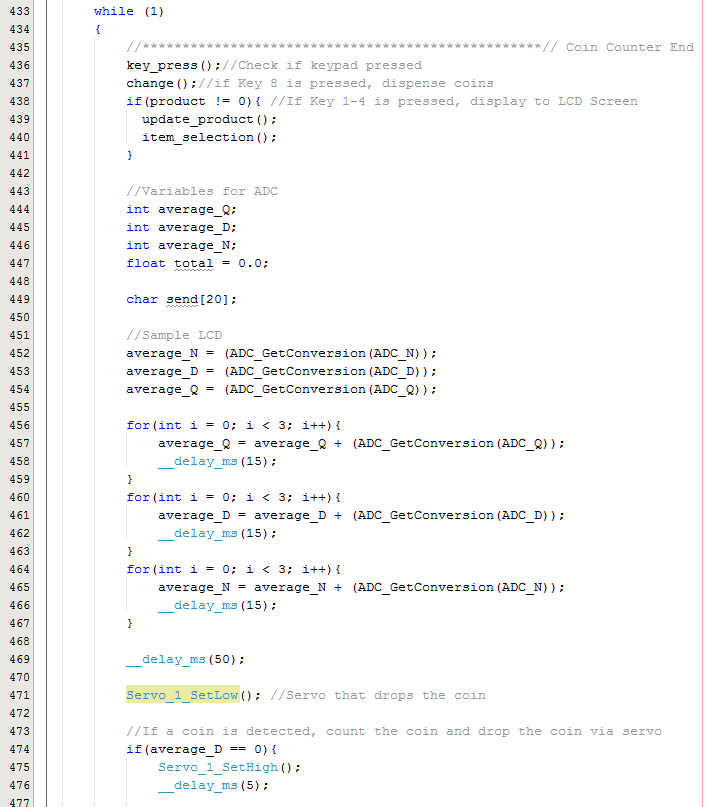 433 while (1)
434 {
435 //**************************************************// Coin Counter End
436 key_press();//Check if keypad pressed
437 change();//if Key 8 is pressed, dispense coins
438 if(product != 0){ //If Key 1-4 is pressed, display to LCD Screen
439 update_product();
440 item_selection();
441 }
442
443 //Variables for ADC
444 int average_Q;
445 int average_D;
446 int average_N;
447 float total = 0.0;
448
449 char send[20];
450
451 //Sample LCD
452 average_N = (ADC_GetConversion(ADC_N));
453 average_D = (ADC_GetConversion(ADC_D));
454 average_Q = (ADC_GetConversion(ADC_Q));
455
456 for(int i = 0; i < 3; i++){
457 average_Q = average_Q + (ADC_GetConversion(ADC_Q));
458 __delay_ms(15);
459 }
460 for(int i = 0; i < 3; i++){
461 average_D = average_D + (ADC_GetConversion(ADC_D));
462 __delay_ms(15);
463 }
464 for(int i = 0; i < 3; i++){
465 average_N = average_N + (ADC_GetConversion(ADC_N));
466 __delay_ms(15);
467 }
468
469 __delay_ms(50);
470
471 Servo_1_SetLow(); //Servo that drops the coin
472
473 //If a coin is detected, count the coin and drop the coin via servo
474 if(average_D == 0){
475 Servo_1_SetHigh();
476 __delay_ms(5);
477